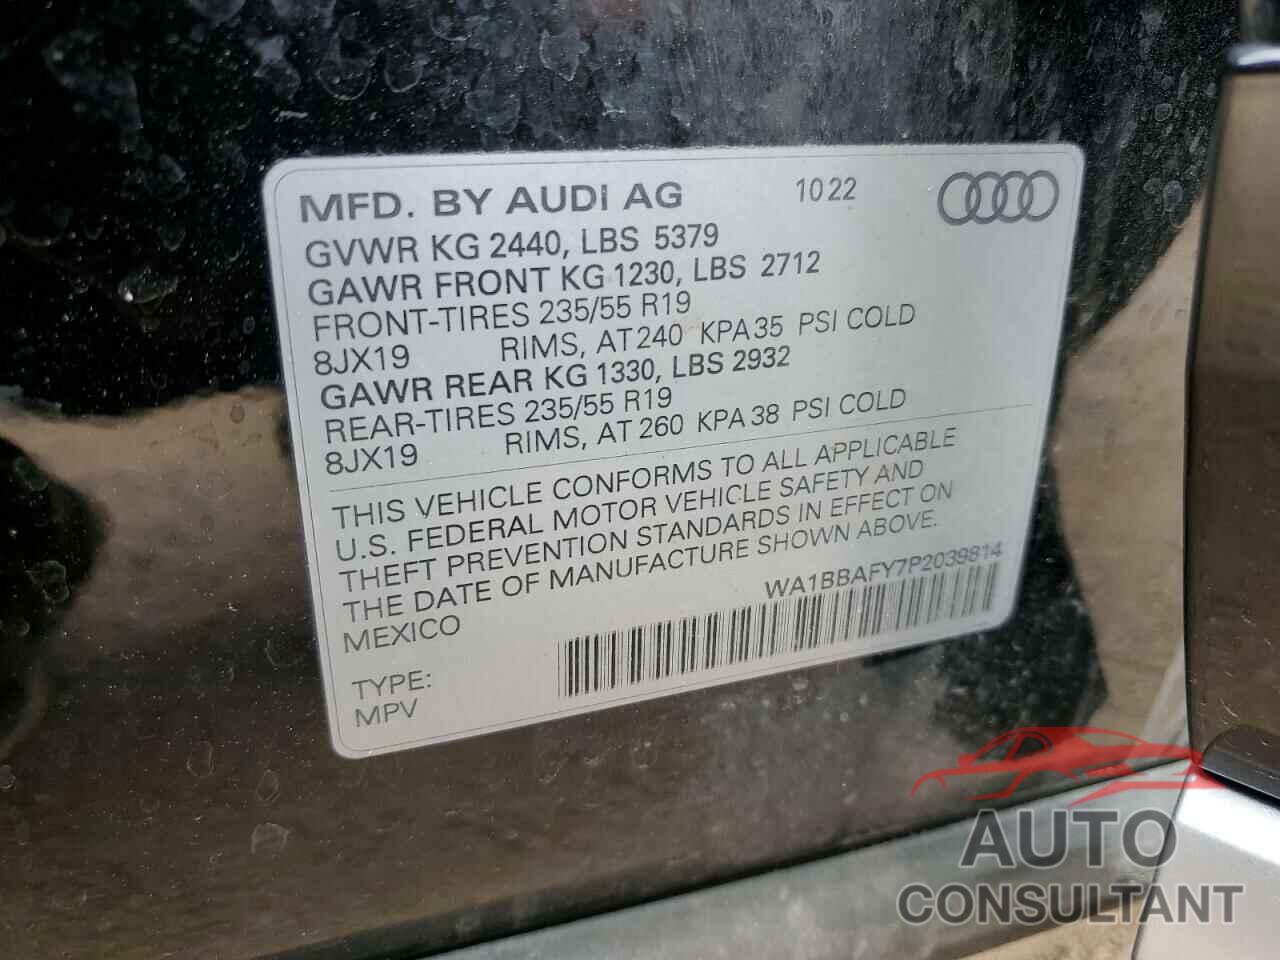 MFD. BY AUDI AG 10 22
GVWR KG 2440, LBS 5379
GAWR FRONT KG 1230, LBS 2712
FRONT-TIRES 235/55 R19
8JX19 RIMS, AT 240 KPA 35 PSI COLD
GAWR REAR KG 1330, LBS 2932
REAR-TIRES 235/55 R19
8JX19 RIMS, AT 260 KPA 38 PSI COLD
THIS VEHICLE CONFORMS TO ALL APPLICABLE
U.S. FEDERAL MOTOR VEHICLE SAFETY AND
THEFT PREVENTION STANDARDS IN EFFECT ON
THE DATE OF MANUFACTURE SHOWN ABOVE.
MEXICO
WA1BBAFY7P2039814
TYPE:
MPV
AUTO
CONSULTANT